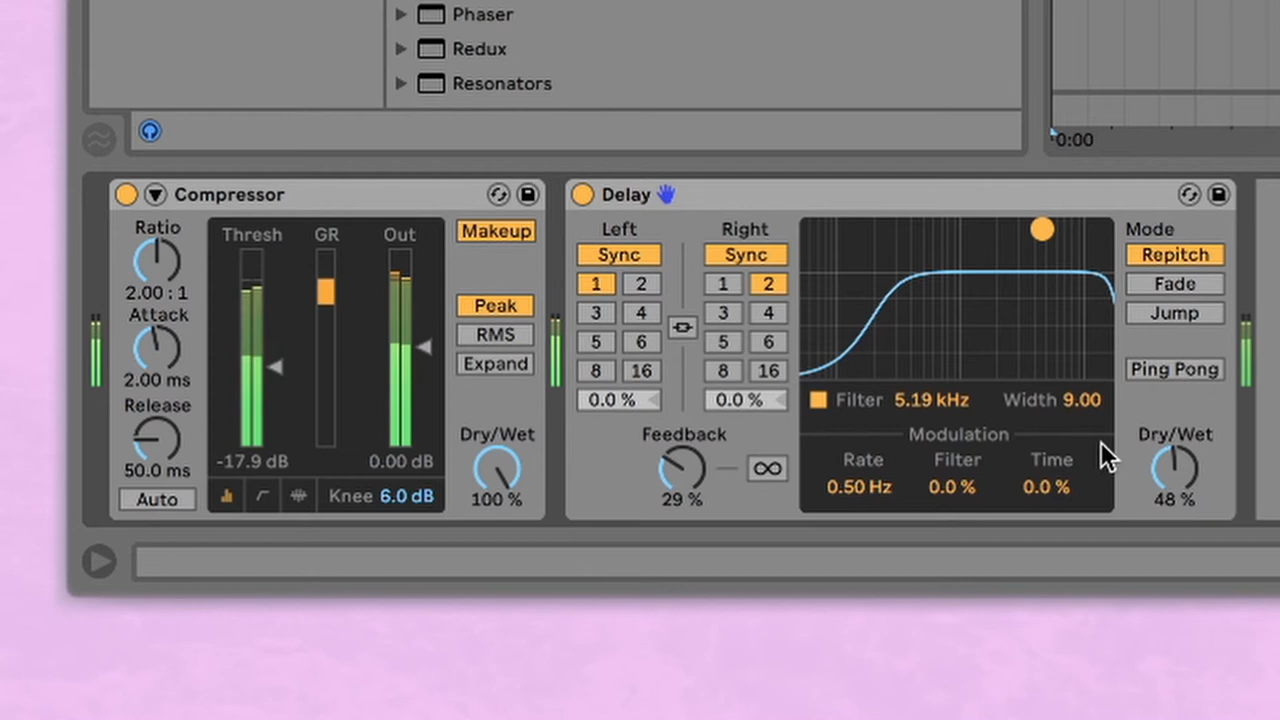 Phaser
Redux
Resonators
0:00
Compressor
Ratio
2.00 : 1
Attack
2.00 ms
Release
50.0 ms
Auto
Thresh GR Out
-17.9 dB 0.00 dB
Knee 6.0 dB
Makeup
Peak
RMS
Expand
Dry/Wet
100 %
Delay
Left Right
Sync Sync
1 2 1 2
3 4 3 4
5 6 5 6
8 16 8 16
0.0 % 0.0 %
Feedback
29 %
Filter 5.19 kHz Width 9.00
Modulation
Rate Filter Time
0.50 Hz 0.0 % 0.0 %
Mode
Repitch
Fade
Jump
Ping Pong
Dry/Wet
48 %